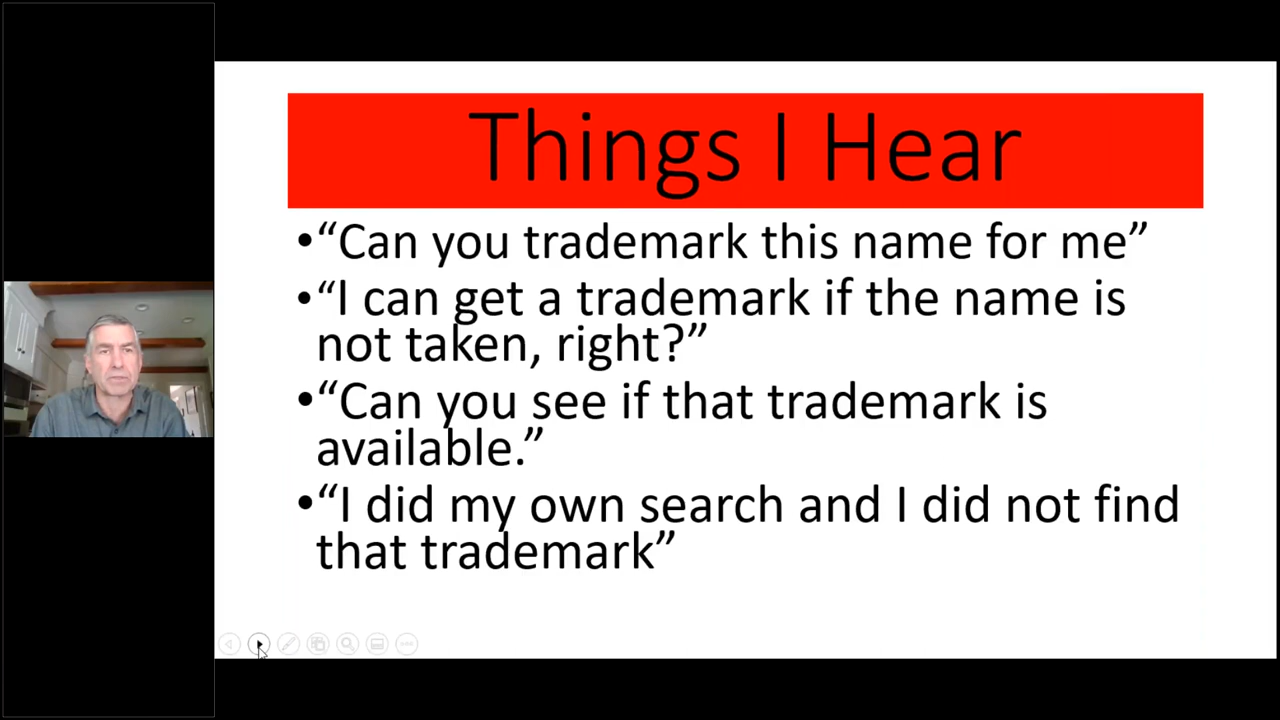 Things I Hear
•“Can you trademark this name for me”
•“I can get a trademark if the name is
not taken, right?”
•“Can you see if that trademark is
available.”
•“I did my own search and I did not find
that trademark”